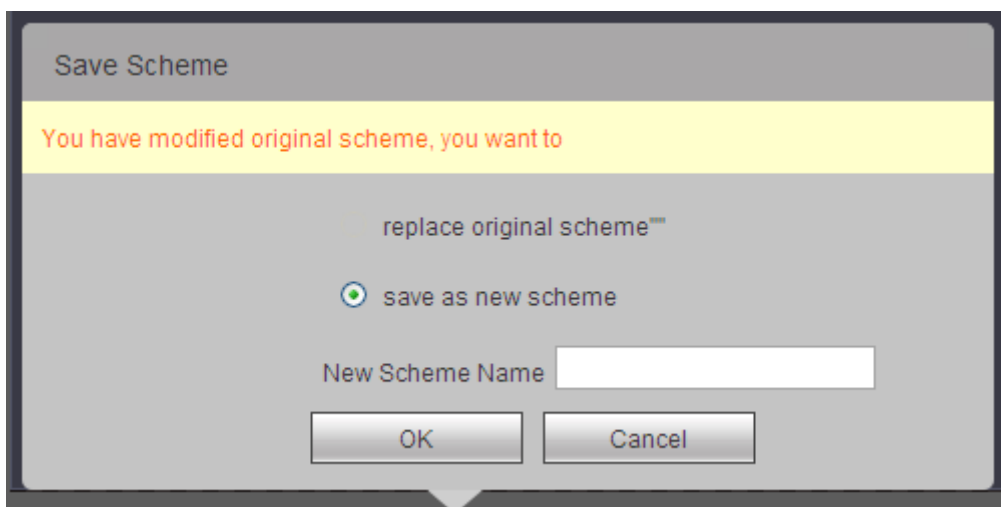 Save Scheme
You have modified original scheme, you want to
replace original scheme""
save as new scheme
New Scheme Name
OK Cancel